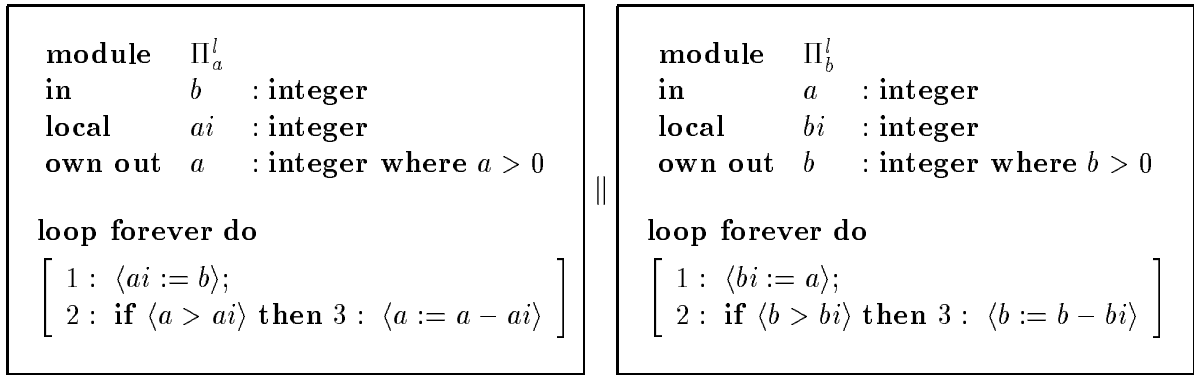 module Π_a^l
in b : integer
local ai : integer
own out a : integer where a > 0
loop forever do
1 : ⟨ai := b⟩;
2 : if ⟨a > ai⟩ then 3 : ⟨a := a − ai⟩
||
module Π_b^l
in a : integer
local bi : integer
own out b : integer where b > 0
loop forever do
1 : ⟨bi := a⟩;
2 : if ⟨b > bi⟩ then 3 : ⟨b := b − bi⟩